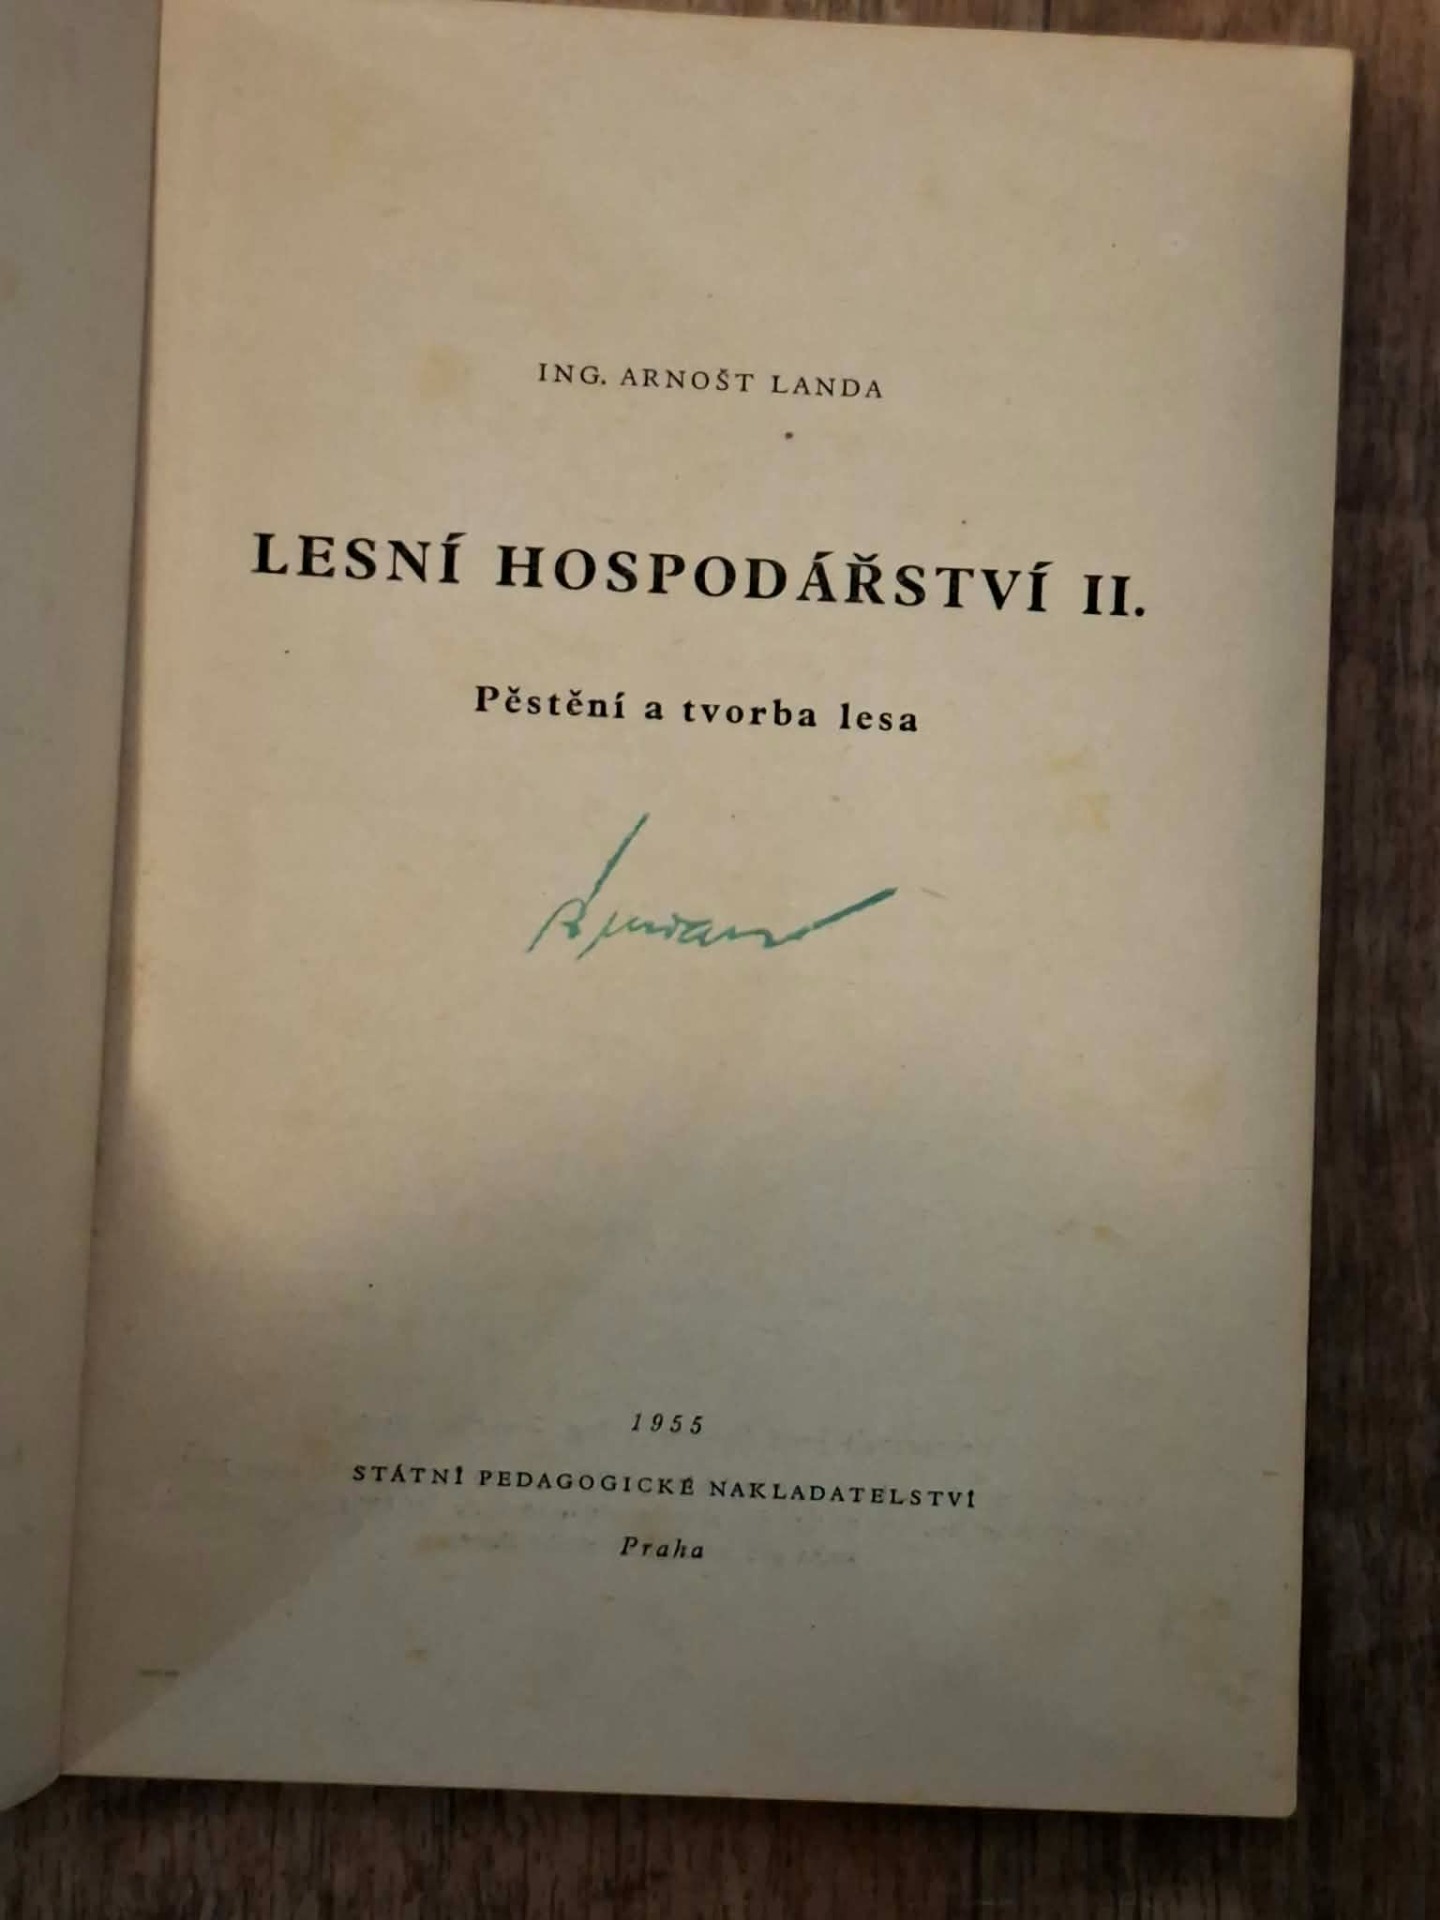 ING. ARNOŠT LANDA
LESNÍ HOSPODÁŘSTVÍ II.
Pěstění a tvorba lesa
1955
STÁTNÍ PEDAGOGICKÉ NAKLADATELSTVÍ
Praha